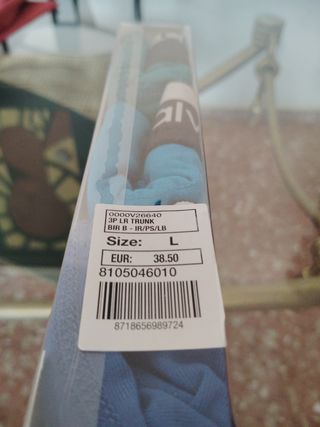 0000V26640
3P LR TRUNK
BIR B - IR/PS/LB
Size: L
EUR: 38.50
8105046010
8718656989724